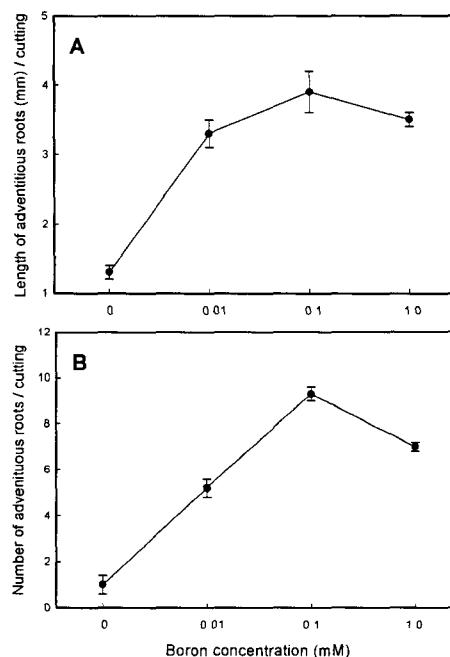 A
Length of adventitious roots (mm) / cutting
5
4
3
2
1
0 0 01 0 1 1 0
B
Number of advenituous roots / cutting
12
10
8
6
4
2
0
0 0 01 0 1 1 0
Boron concentration (mM)